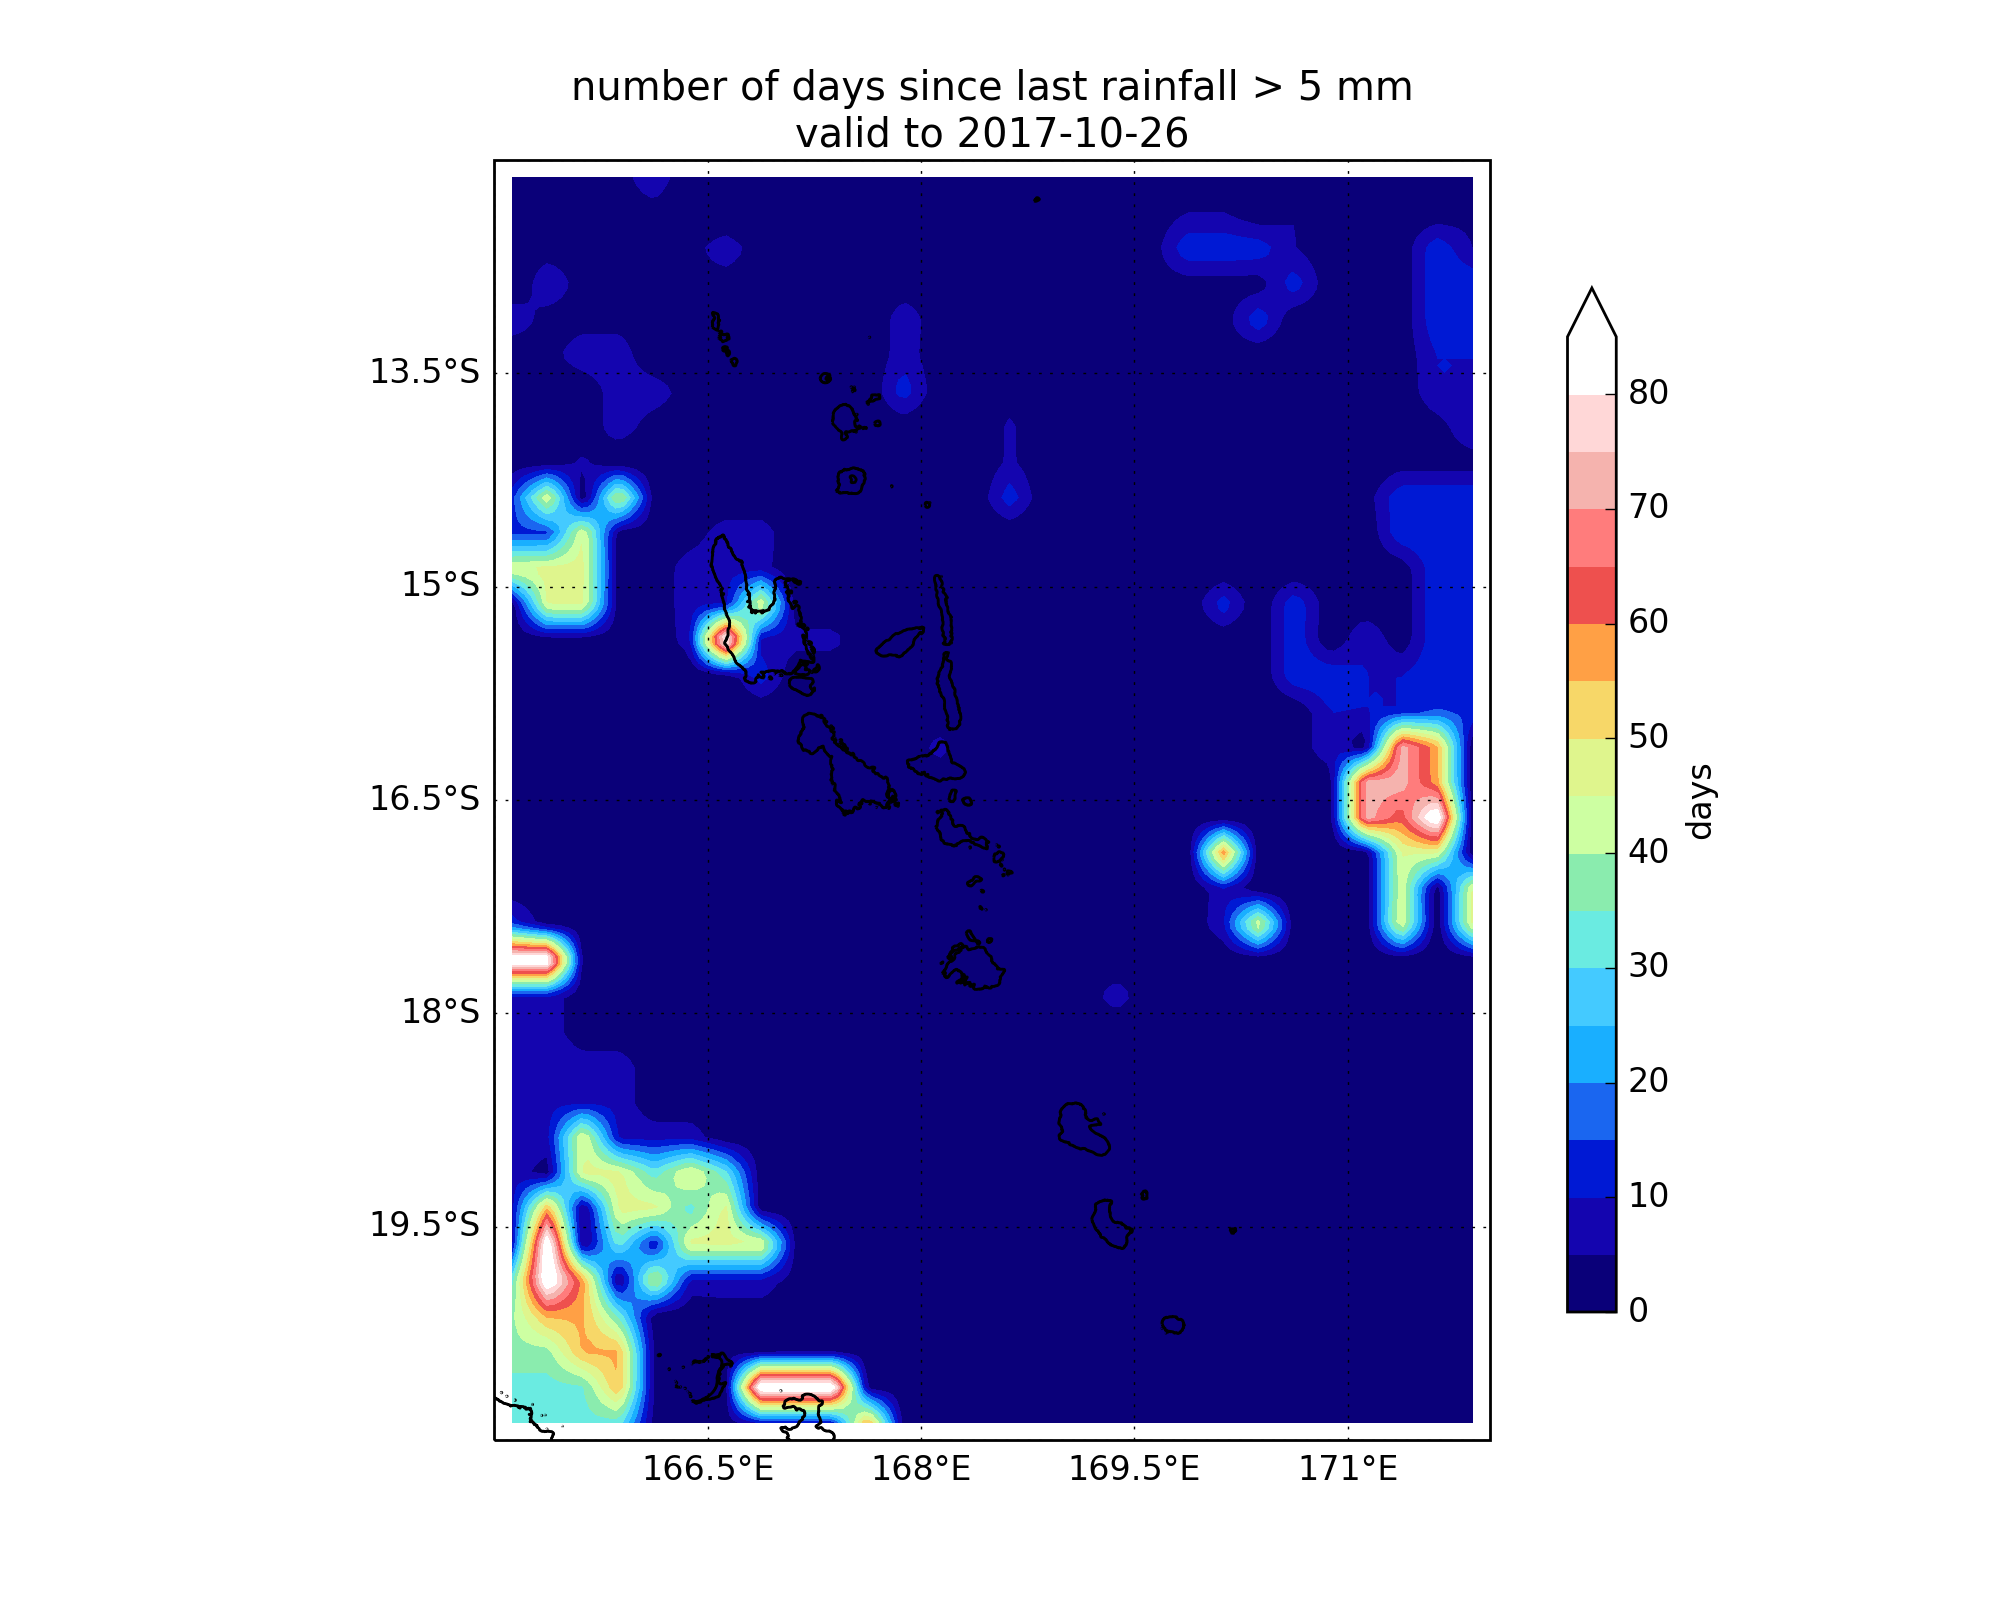 number of days since last rainfall > 5 mm
valid to 2017-10-26
13.5°S
15°S
16.5°S
18°S
19.5°S
166.5°E
168°E
169.5°E
171°E
80
70
60
50
40
30
20
10
0
days